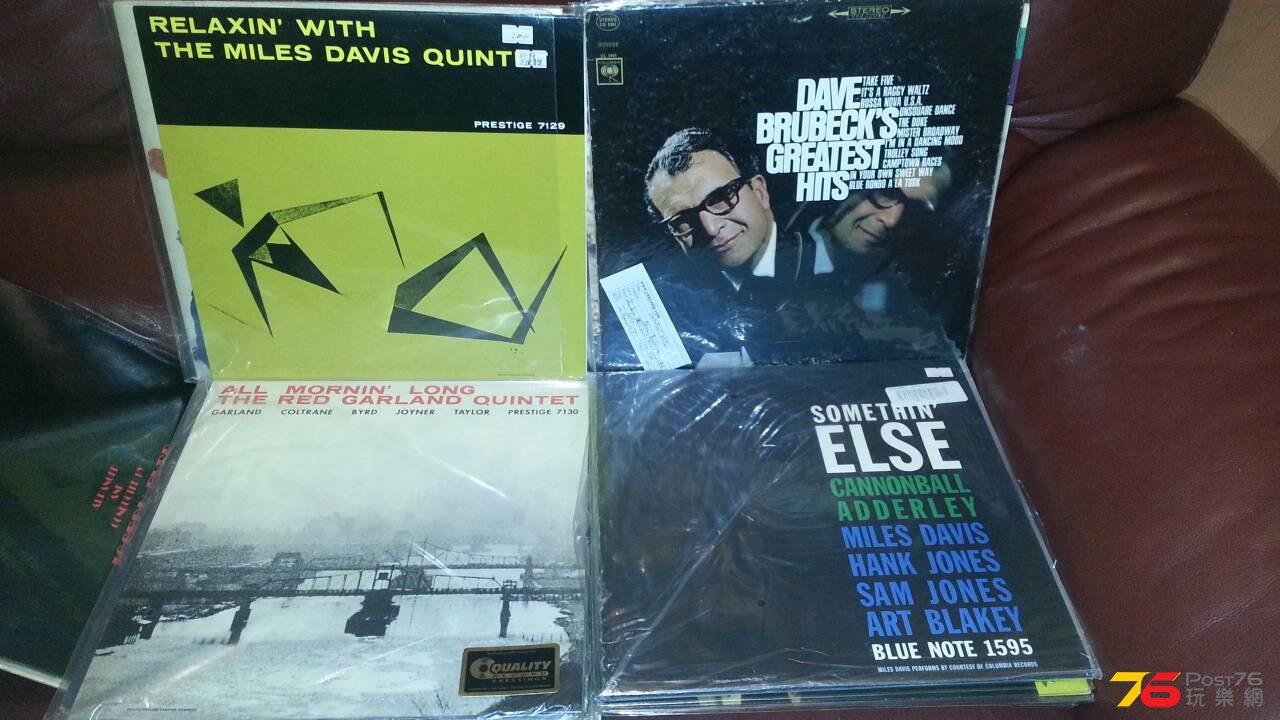 RELAXIN' WITH
THE MILES DAVIS QUINT
PRESTIGE 7129
STEREO
DAVE
BRUBECK'S
GREATEST
HITS
TAKE FIVE
IT'S A RAGGY WALTZ
BOSSA NOVA U.S.A.
UNSQUARE DANCE
THE DUKE
MISTER BROADWAY
I'M IN A DANCING MOOD
TROLLEY SONG
CAMPTOWN RACES
IN YOUR OWN SWEET WAY
BLUE RONDO A LA TURK
ALL MORNIN' LONG
THE RED GARLAND QUINTET
GARLAND COLTRANE BYRD JOYNER TAYLOR PRESTIGE 7130
QUALITY
RECORD
PRESSINGS
SOMETHIN'
ELSE
CANNONBALL
ADDERLEY
MILES DAVIS
HANK JONES
SAM JONES
ART BLAKEY
BLUE NOTE 1595
MILES DAVIS PERFORMS BY COURTESY OF COLUMBIA RECORDS
76 Post76
玩樂網